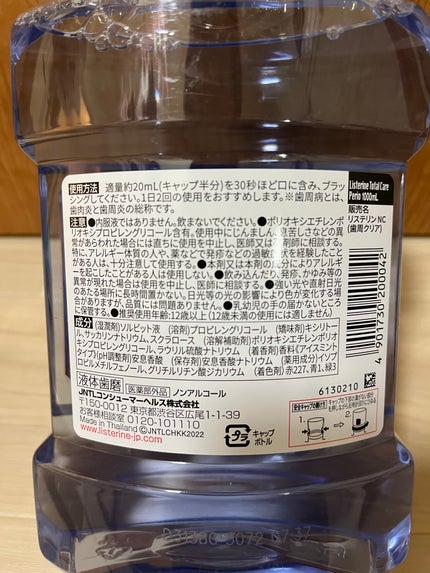 使用方法 適量約20mL(キャップ半分)を30秒ほど口に含み、ブラッ
シングしてください。1日2回の使用をおすすめします。※歯周病とは、
歯肉炎と歯周炎の総称です。
注意 ●内服液ではありません。飲まないでください。●ポリオキシエチレンポ
リオキシプロピレングリコール含有。使用中にじんましん、息苦しさなどの異
常があらわれた場合には直ちに使用を中止し、医師又は薬剤師に相談する。
特に、アレルギー体質の人や、薬などで発疹などの過敏症状を経験したこと
がある人は、十分注意して使用する。●本剤又は本剤の成分によりアレルギー
を起こしたことがある人は使用しない。●飲み込んだり、発疹、かゆみ等の
異常が現れた場合は使用を中止し、医師に相談する。●強い光や直射日光
のあたる場所に長時間置かない。日光等の光の影響により色が変化する場
合がありますが、品質には問題ありません。●乳幼児の手の届かないところ
に保管する。●推奨使用年齢:12歳以上(12歳未満の使用には適しません)
成分 (湿潤剤)ソルビット液 (溶剤)プロピレングリコール (矯味剤)キシリトー
ル、サッカリンナトリウム、スクラロース (溶解補助剤)ポリオキシエチレンポリオ
キシプロピレングリコール、ラウリル硫酸ナトリウム (着香剤)香料(アイスミント
タイプ)(pH調整剤)安息香酸 (保存剤)安息香酸ナトリウム (薬用成分)イソプ
ロピルメチルフェノール、グリチルリチン酸ジカリウム (着色剤)赤227、青1、緑3
液体歯磨 医薬部外品 ノンアルコール
JNTLコンシューマーヘルス株式会社
〒150-0012 東京都渋谷区広尾1-1-39
お客様相談室 0120-101110
Made in Thailand ⒸJNTLCHKK2022
www.listerine-jp.com
Listerine Total Care
Perio 1000mL
販売名
リステリン NC
(歯周クリア)
4901730200042
6130210
プラ
キャップ
ボトル
安全キャップの開け方
1.
2.